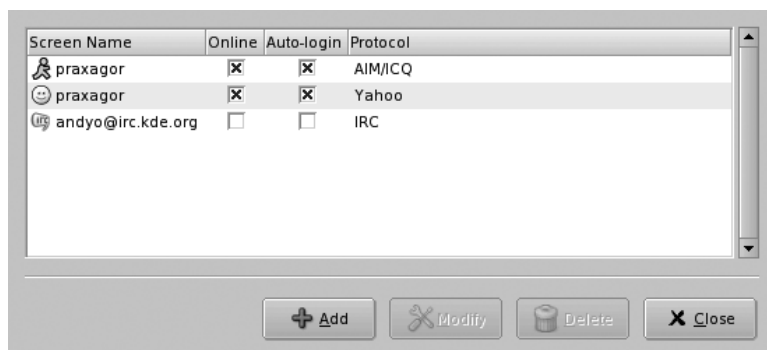 Screen Name Online Auto-login Protocol
praxagor AIM/ICQ
praxagor Yahoo
irc andyo@irc.kde.org IRC
Add Modify Delete Close